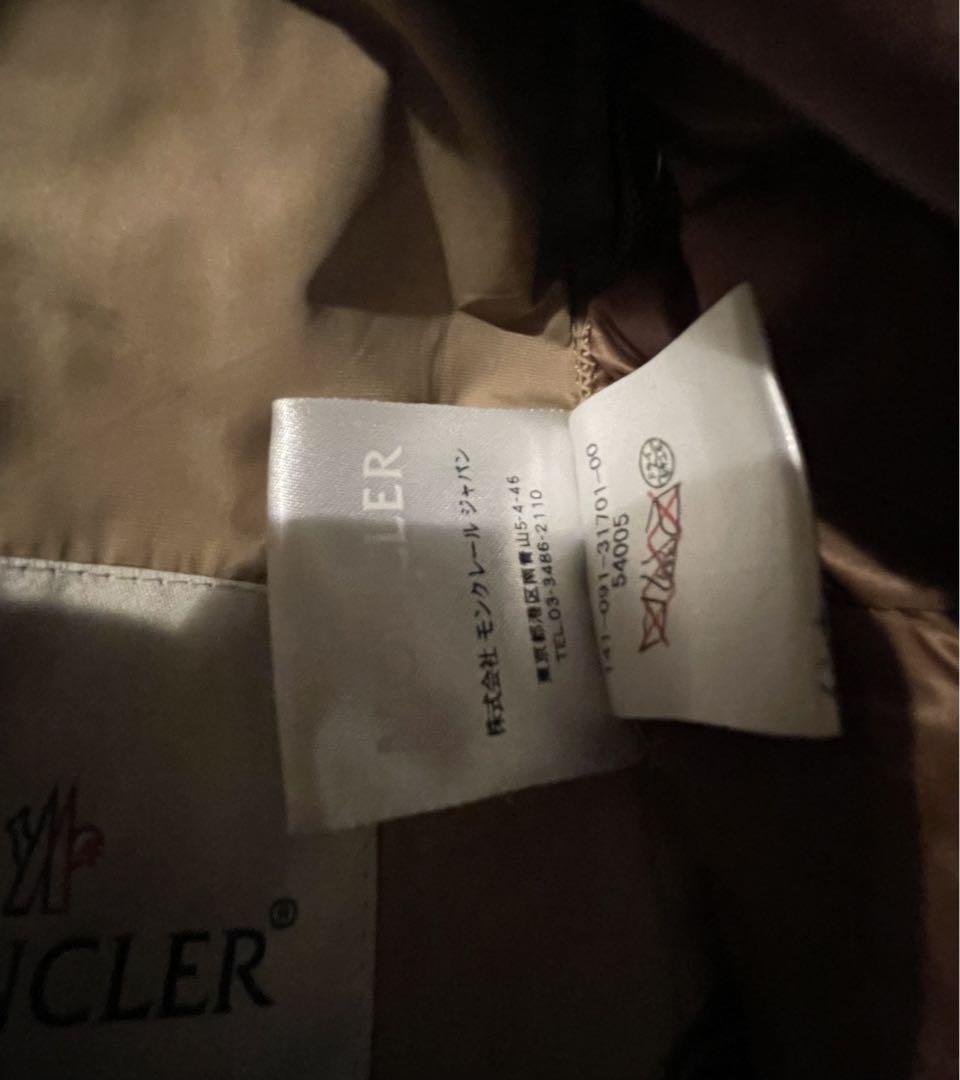 LER
株式会社 モンクレール ジャパン
東京都港区南青山5-4-46
TEL.03-3486-2110
141-091-31701-00
54005
NCLER®